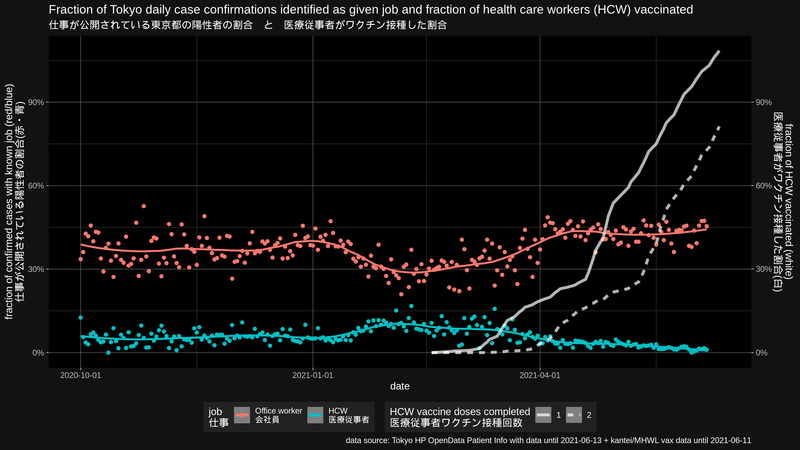 Fraction of Tokyo daily case confirmations identified as given job and fraction of health care workers (HCW) vaccinated
仕事が公開されている東京都の陽性者の割合　と　医療従事者がワクチン接種した割合
fraction of confirmed cases with known job (red/blue)
仕事が公開されている陽性者の割合(赤・青)
90%
60%
30%
0%
90%
60%
30%
0%
fraction of HCW vaccinated (white)
医療従事者がワクチン接種した割合(白)
2020-10-01
2021-01-01
2021-04-01
date
job
仕事
Office worker
会社員
HCW
医療従事者
HCW vaccine doses completed
医療従事者ワクチン接種回数
1
2
data source: Tokyo HP OpenData Patient Info with data until 2021-06-13 + kantei/MHWL vax data until 2021-06-11